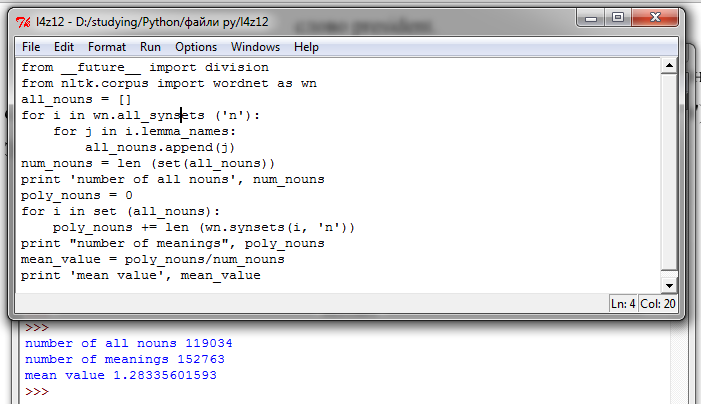 слово president.
l4z12 - D:/studying/Python/файли py/l4z12
File Edit Format Run Options Windows Help
from __future__ import division
from nltk.corpus import wordnet as wn
all_nouns = []
for i in wn.all_synsets ('n'):
    for j in i.lemma_names:
        all_nouns.append(j)
num_nouns = len (set(all_nouns))
print 'number of all nouns', num_nouns
poly_nouns = 0
for i in set (all_nouns):
    poly_nouns += len (wn.synsets(i, 'n'))
print "number of meanings", poly_nouns
mean_value = poly_nouns/num_nouns
print 'mean value', mean_value
Ln: 4 Col: 20
>>>
number of all nouns 119034
number of meanings 152763
mean value 1.28335601593
>>>